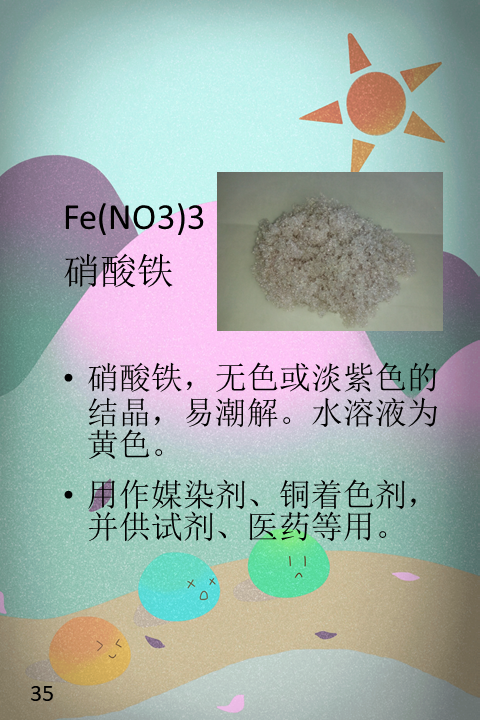 Fe(NO3)3
硝酸铁
• 硝酸铁，无色或淡紫色的
结晶，易潮解。水溶液为
黄色。
• 用作媒染剂、铜着色剂，
并供试剂、医药等用。
35